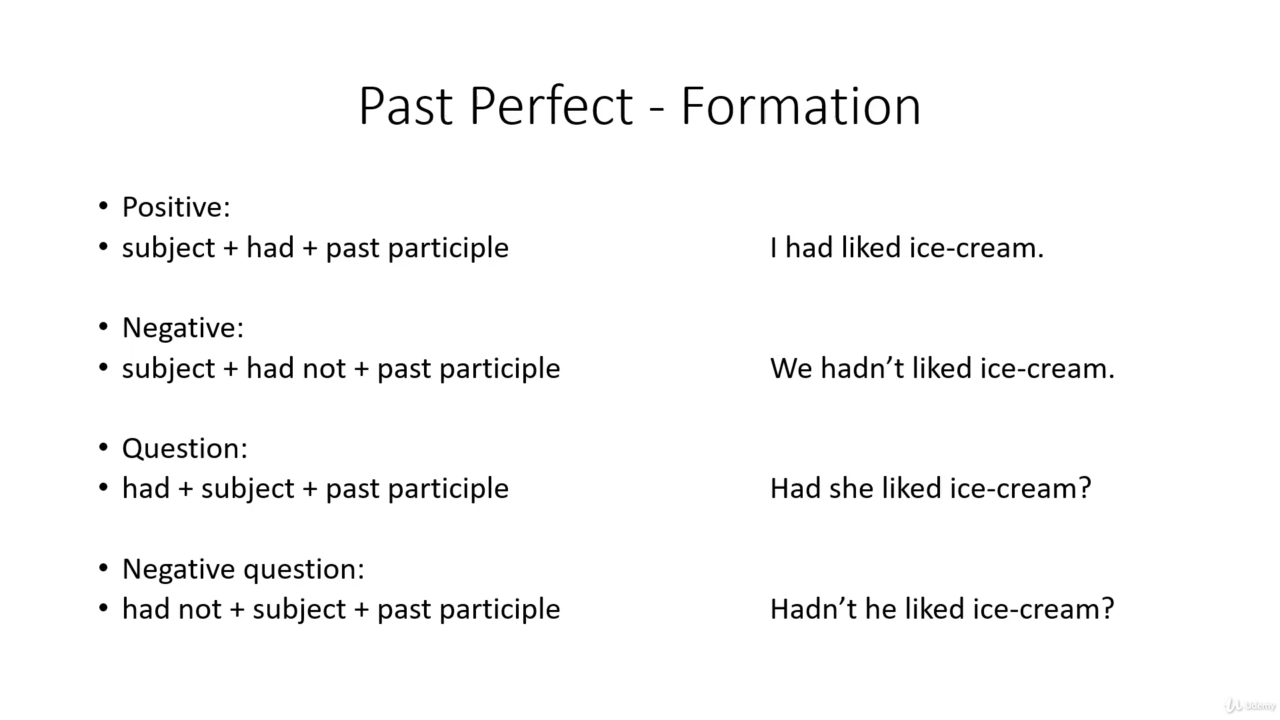 Past Perfect - Formation
• Positive:
• subject + had + past participle
I had liked ice-cream.
• Negative:
• subject + had not + past participle
We hadn’t liked ice-cream.
• Question:
• had + subject + past participle
Had she liked ice-cream?
• Negative question:
• had not + subject + past participle
Hadn’t he liked ice-cream?
Udemy